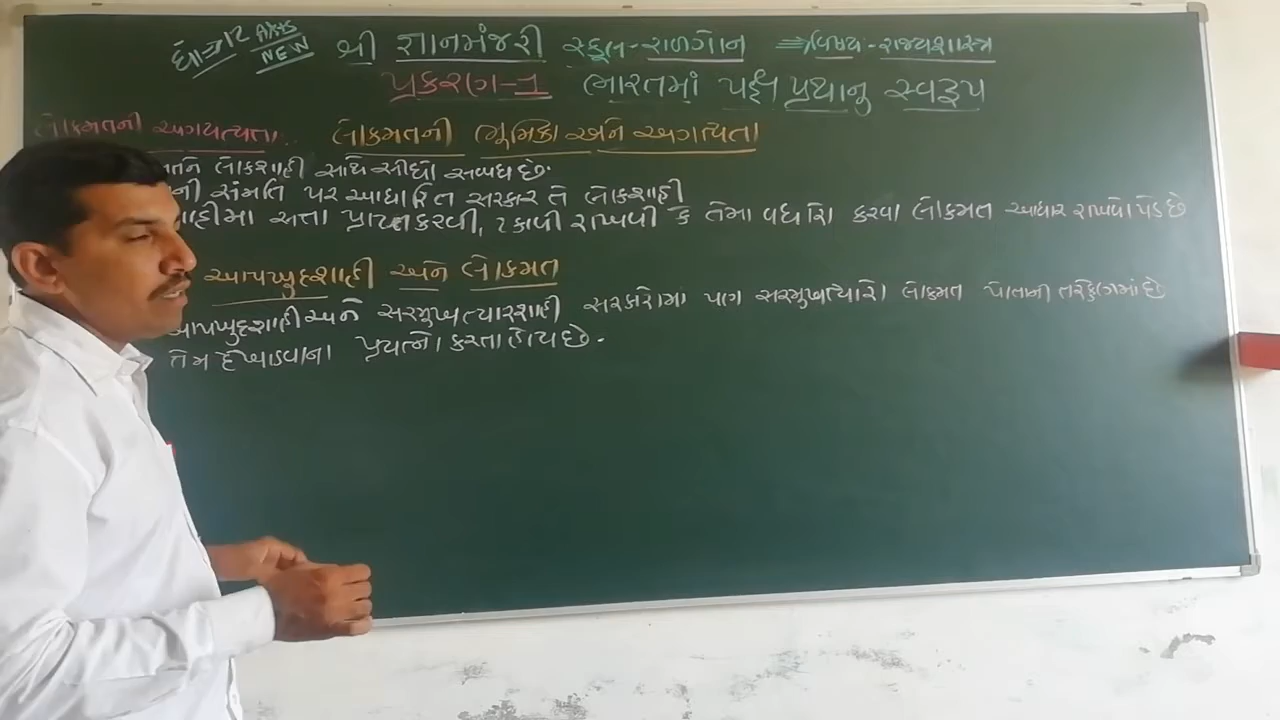 ધો⇒12 Arts NEW
શ્રી જ્ઞાનમંજરી સ્કૂલ-રાળગોન ⇒વિષય-રાજ્યશાસ્ત્ર
પ્રકરણ-1 ભારતમાં પક્ષ પ્રથાનુ સ્વરૂપ
લોકમતની અગત્યતા.. લોકમતની ભૂમિકા અને અગત્યતા
લોકશાહી સાથે સીધો સબંધ છે.
ની સંમતિ પર આધારિત સરકાર તે લોકશાહી
શાહીમાં સત્તા પ્રાપ્ત કરવી, ટકાવી રાખવી કે તેમાં વધારો કરવા લોકમત આધાર રાખવો પડે છે
આપખુદશાહી અને લોકમત
આપખુદશાહી અને સરમુખત્યારશાહી સરકારોમાં પણ સરમુખત્યારો લોકમત પોતાની તરફેણમાં છે
તેમ દેખાડવાના પ્રયત્નો કરતા હોય છે.